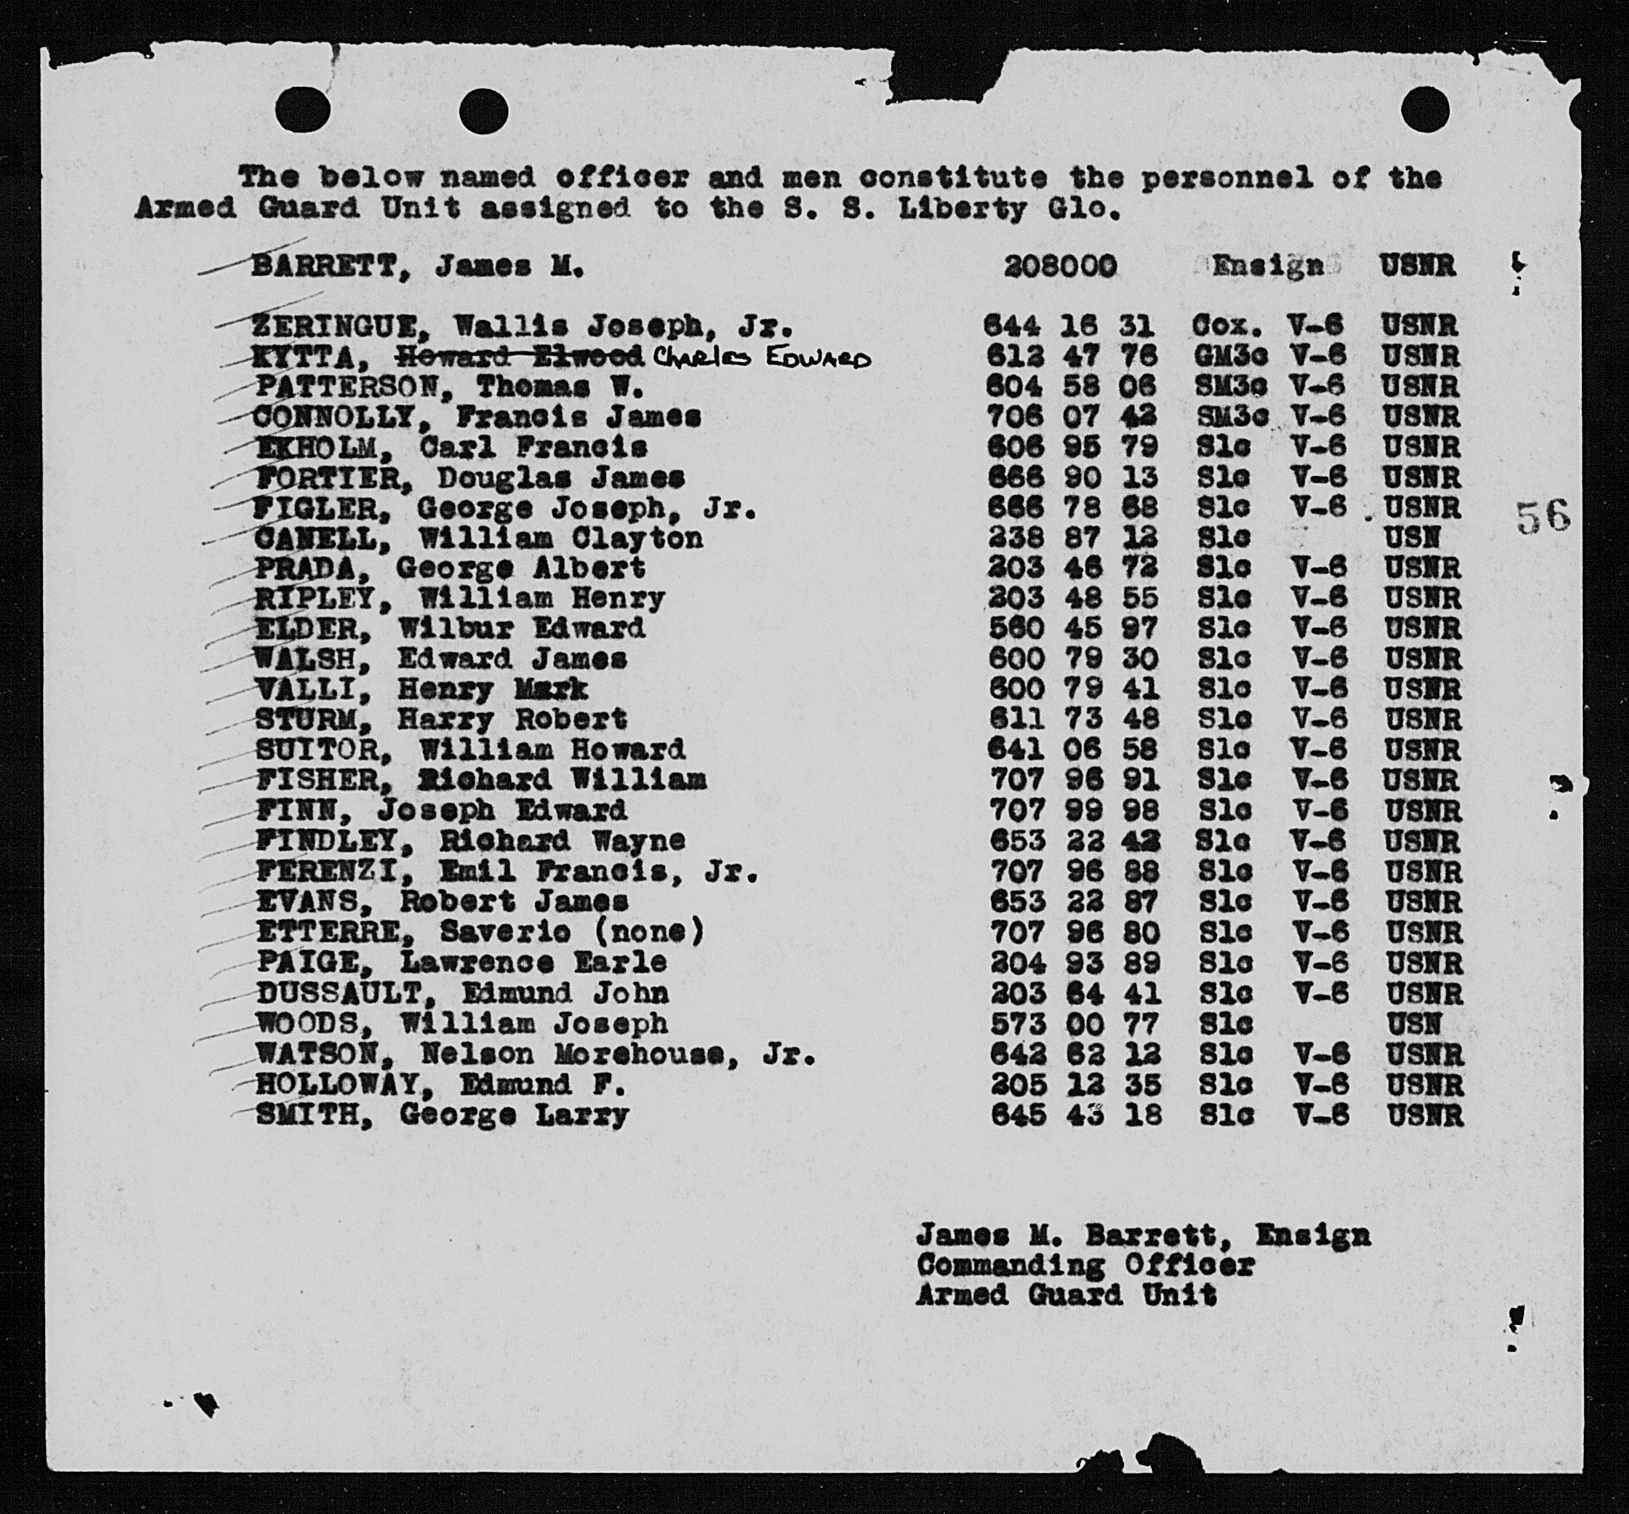 The below named officer and men constitute the personnel of the
Armed Guard Unit assigned to the S. S. Liberty Glo.
BARRETT, James M. 208000 Ensign USNR
ZERINGUE, Wallis Joseph, Jr. 644 16 31 Cox. V-6 USNR
KYTTA, Howard Elwood CHARLES EDWARD 612 47 76 GM3c V-6 USNR
PATTERSON, Thomas W. 604 58 06 SM3c V-6 USNR
CONNOLLY, Francis James 706 07 42 SM3c V-6 USNR
EKHOLM, Carl Francis 606 95 79 S1c V-6 USNR
FORTIER, Douglas James 666 90 13 S1c V-6 USNR
FIGLER, George Joseph, Jr. 666 78 68 S1c V-6 USNR 56
CANELL, William Clayton 238 87 12 S1c USN
PRADA, George Albert 203 46 72 S1c V-6 USNR
RIPLEY, William Henry 203 48 55 S1c V-6 USNR
ELDER, Wilbur Edward 560 45 97 S1c V-6 USNR
WALSH, Edward James 600 79 30 S1c V-6 USNR
VALLI, Henry Mark 600 79 41 S1c V-6 USNR
STURM, Harry Robert 611 73 48 S1c V-6 USNR
SUITOR, William Howard 641 06 58 S1c V-6 USNR
FISHER, Richard William 707 96 91 S1c V-6 USNR
FINN, Joseph Edward 707 99 98 S1c V-6 USNR
FINDLEY, Richard Wayne 653 22 42 S1c V-6 USNR
FERENZI, Emil Francis, Jr. 707 96 88 S1c V-6 USNR
EVANS, Robert James 653 22 87 S1c V-6 USNR
ETTERRE, Saverio (none) 707 96 80 S1c V-6 USNR
PAIGE, Lawrence Earle 204 93 89 S1c V-6 USNR
DUSSAULT, Edmund John 203 64 41 S1c V-6 USNR
WOODS, William Joseph 573 00 77 S1c USN
WATSON, Nelson Morehouse, Jr. 642 62 12 S1c V-6 USNR
HOLLOWAY, Edmund F. 205 12 35 S1c V-6 USNR
SMITH, George Larry 645 43 18 S1c V-6 USNR
James M. Barrett, Ensign
Commanding Officer
Armed Guard Unit